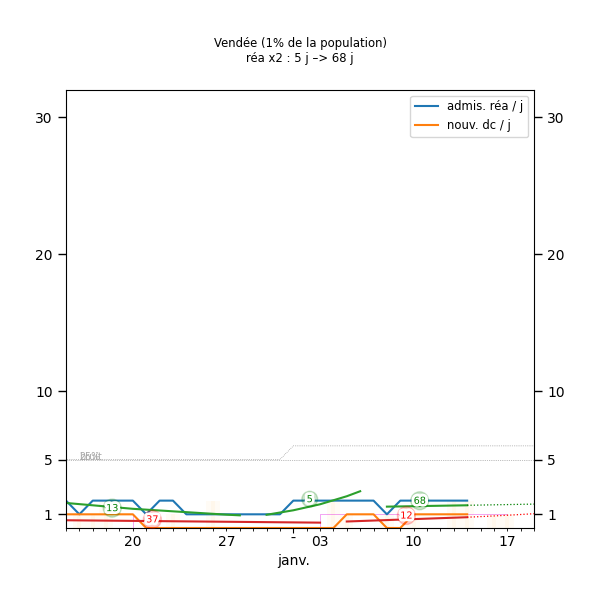 Vendée (1% de la population)
réa x2 : 5 j –> 68 j
admis. réa / j
nouv. dc / j
30 30
20 20
10 10
5 5
1 1
13
37
5
68
12
20 27 - 03 10 17
janv.